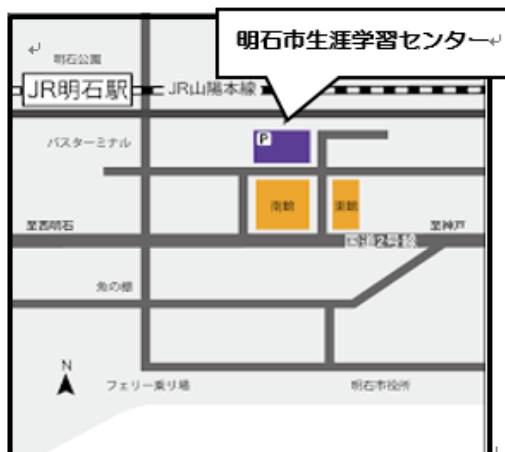 明石市生涯学習センター
明石公園
JR明石駅
JR山陽本線
P
バスターミナル
南館
東館
至西明石
至神戸
国道2号線
魚の棚
N
フェリー乗り場
明石市役所